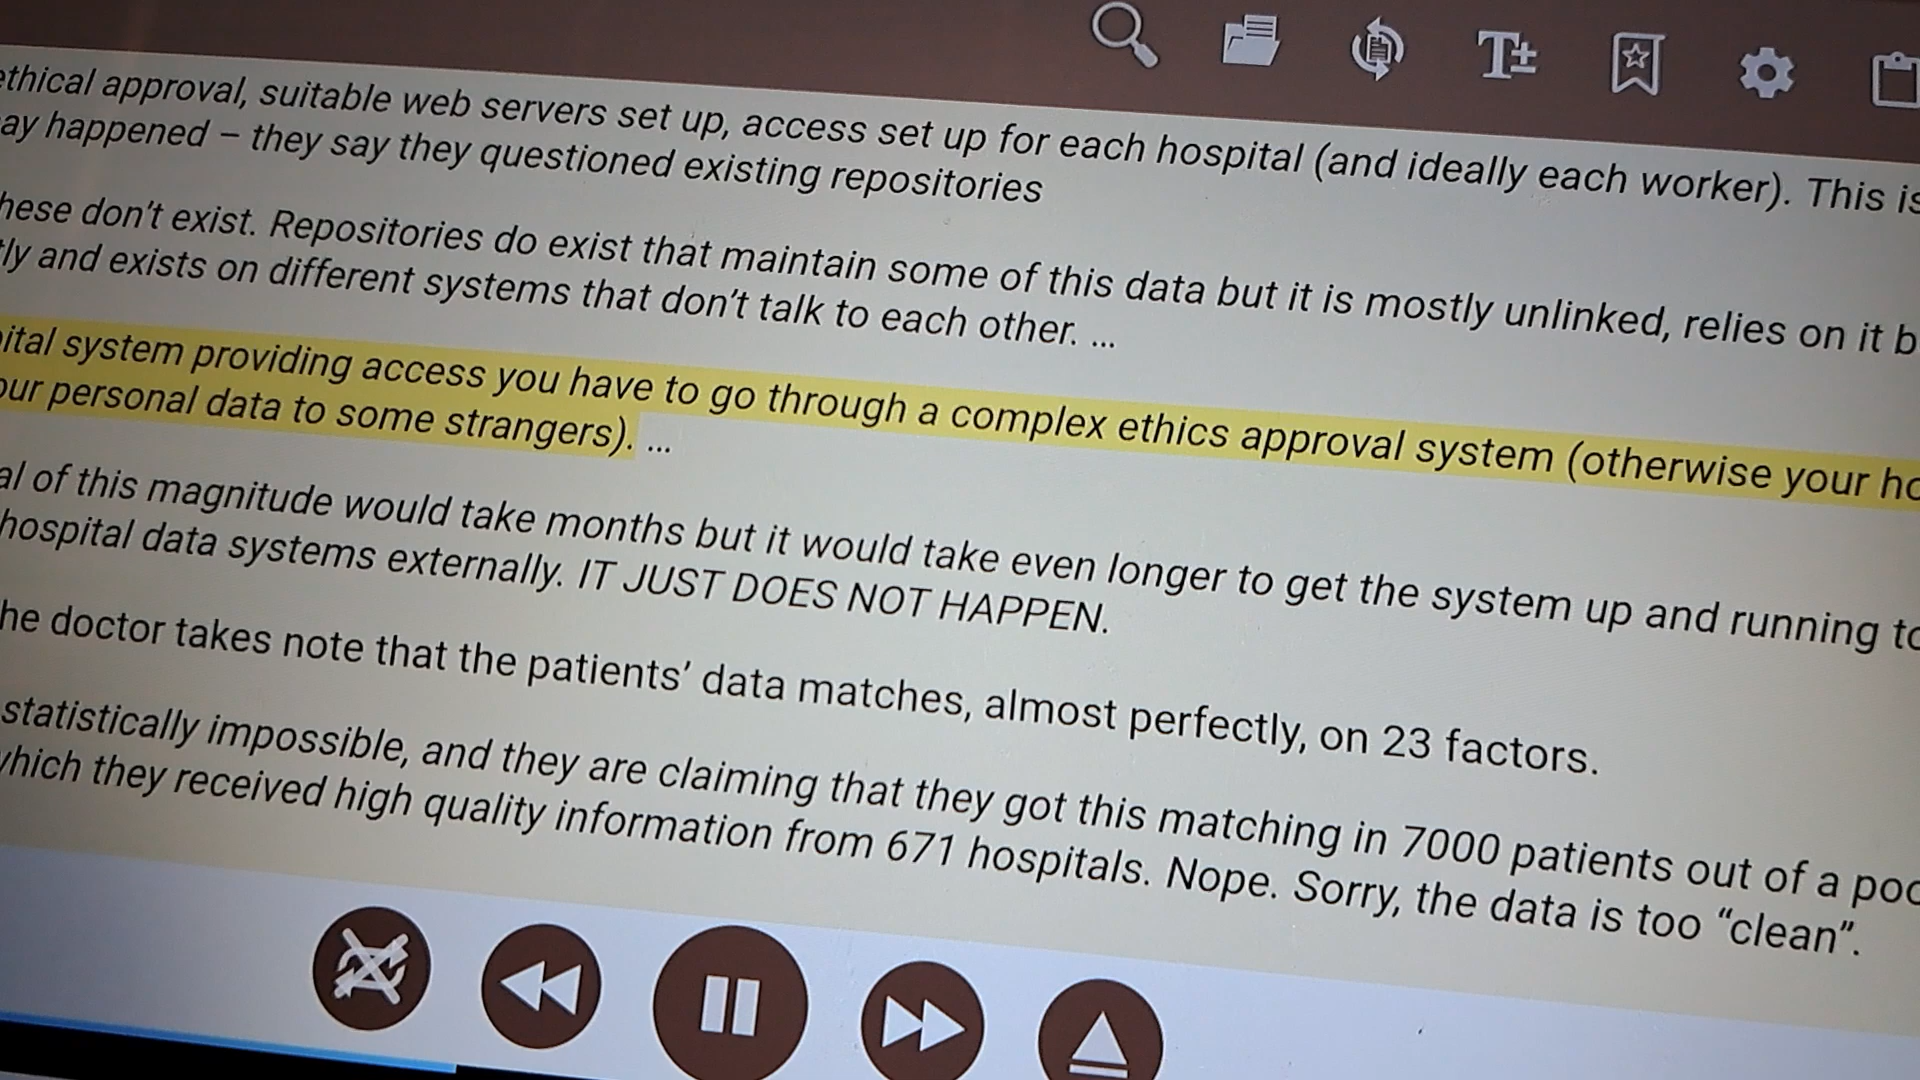 ethical approval, suitable web servers set up, access set up for each hospital (and ideally each worker). This is
ay happened – they say they questioned existing repositories
hese don't exist. Repositories do exist that maintain some of this data but it is mostly unlinked, relies on it b
tly and exists on different systems that don't talk to each other. ...
ital system providing access you have to go through a complex ethics approval system (otherwise your ho
our personal data to some strangers). ...
al of this magnitude would take months but it would take even longer to get the system up and running to
hospital data systems externally. IT JUST DOES NOT HAPPEN.
he doctor takes note that the patients' data matches, almost perfectly, on 23 factors.
statistically impossible, and they are claiming that they got this matching in 7000 patients out of a poo
which they received high quality information from 671 hospitals. Nope. Sorry, the data is too "clean".